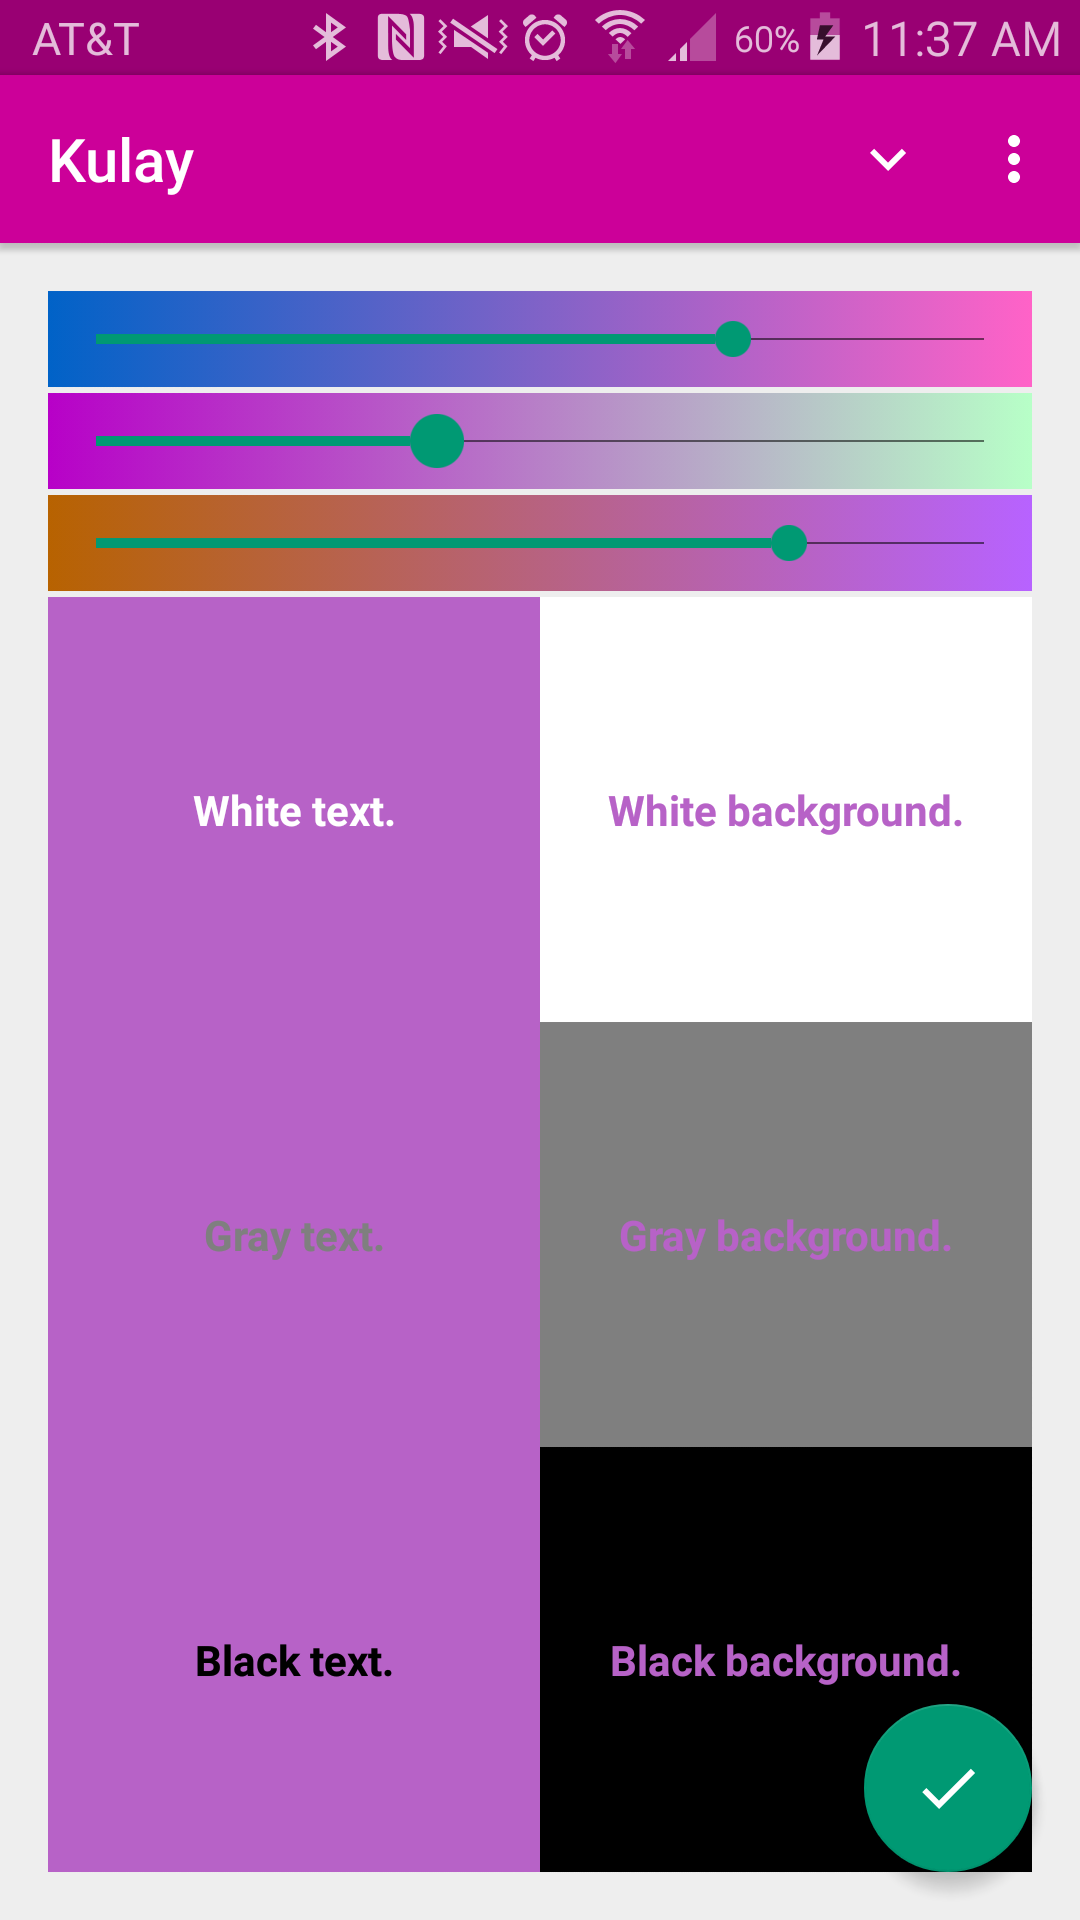 AT&T 60% 11:37 AM
Kulay
White text. White background.
Gray text. Gray background.
Black text. Black background.